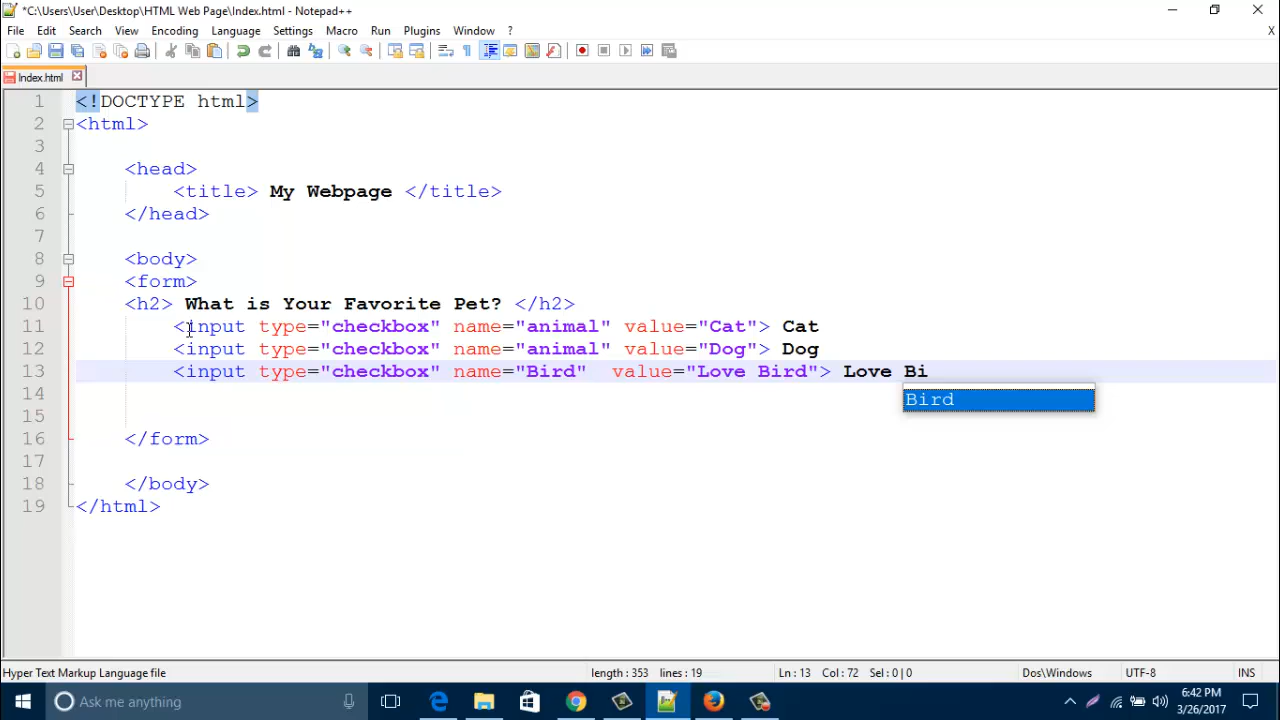 *C:\Users\User\Desktop\HTML Web Page\Index.html - Notepad++
File Edit Search View Encoding Language Settings Macro Run Plugins Window ? X
Index.html
1 <!DOCTYPE html>
2 <html>
3
4 <head>
5 <title> My Webpage </title>
6 </head>
7
8 <body>
9 <form>
10 <h2> What is Your Favorite Pet? </h2>
11 <input type="checkbox" name="animal" value="Cat"> Cat
12 <input type="checkbox" name="animal" value="Dog"> Dog
13 <input type="checkbox" name="Bird"  value="Love Bird"> Love Bi
Bird
14
15
16 </form>
17
18 </body>
19 </html>
Hyper Text Markup Language file length : 353 lines : 19 Ln : 13 Col : 72 Sel : 0 | 0 Dos\Windows UTF-8 INS
Ask me anything
6:42 PM
3/26/2017